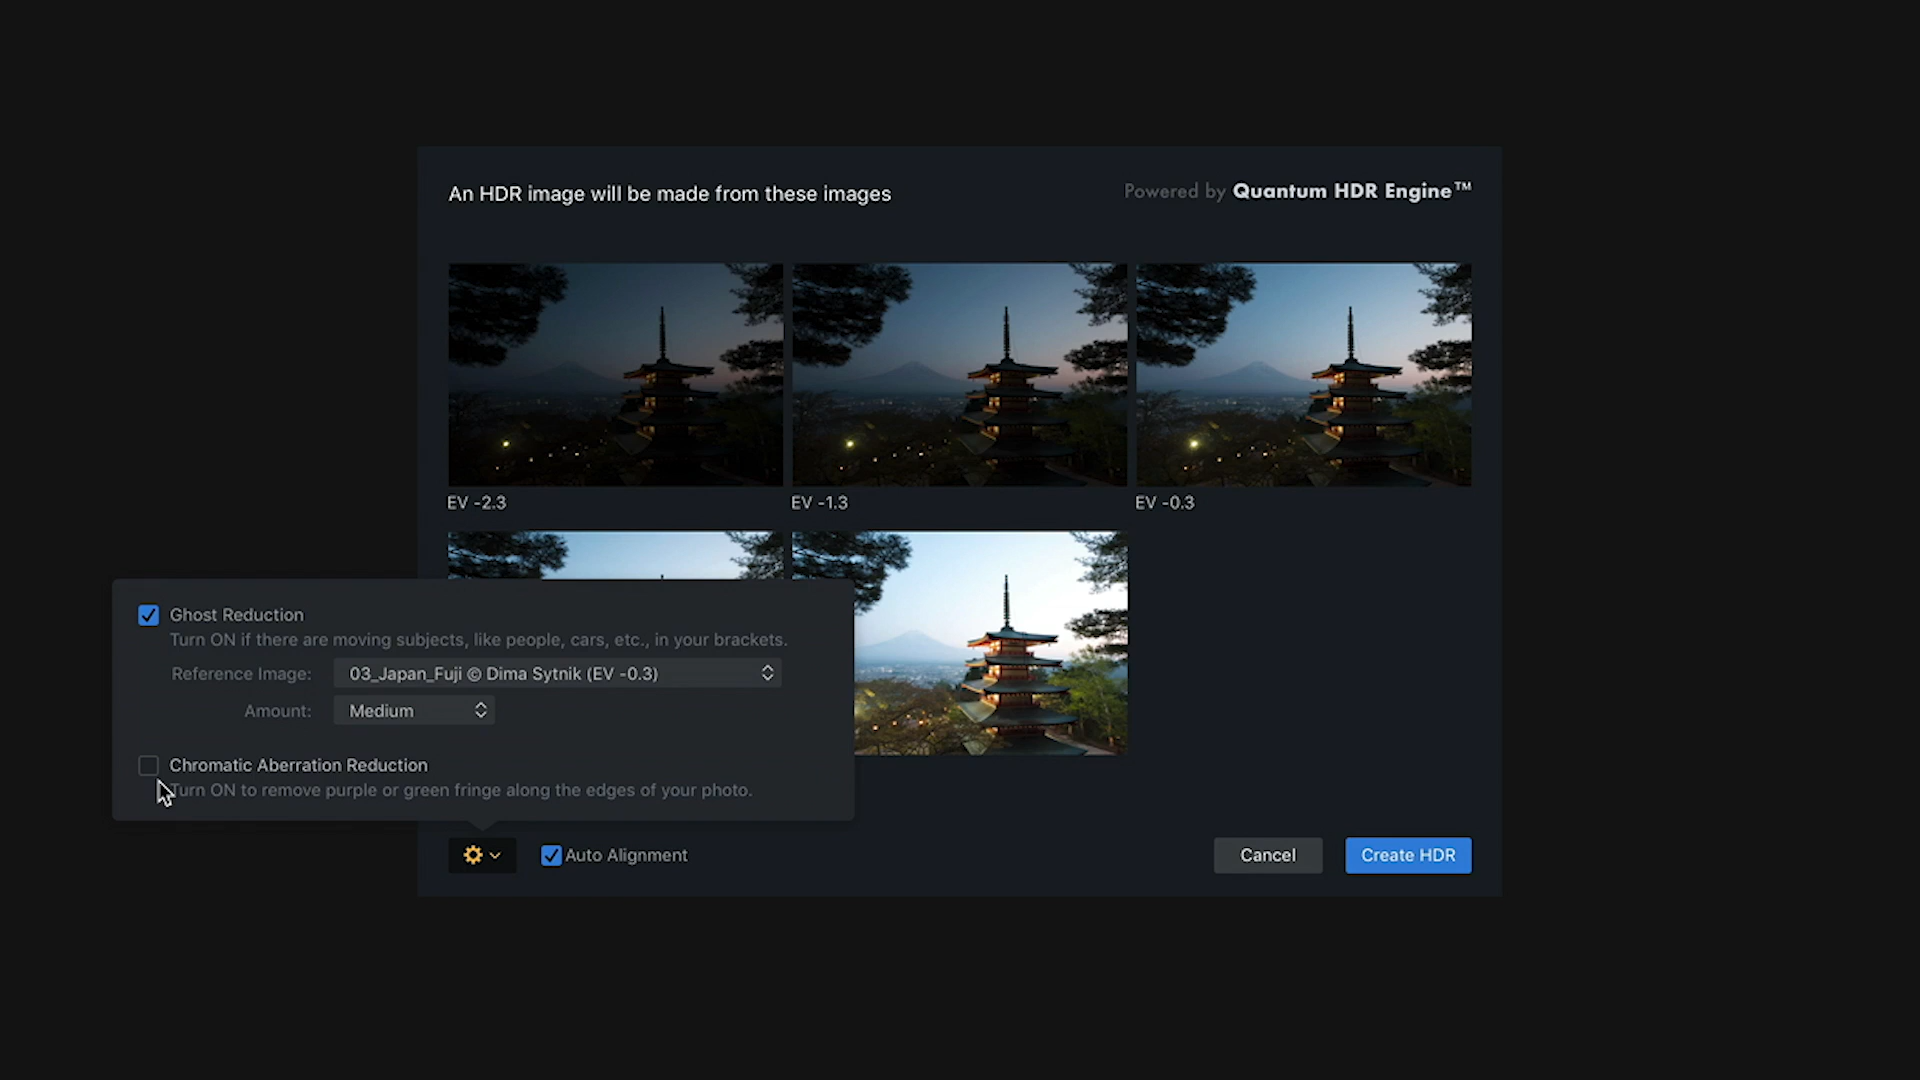 An HDR image will be made from these images
Powered by Quantum HDR Engine™
EV -2.3
EV -1.3
EV -0.3
Ghost Reduction
Turn ON if there are moving subjects, like people, cars, etc., in your brackets.
Reference Image: 03_Japan_Fuji © Dima Sytnik (EV -0.3)
Amount: Medium
Chromatic Aberration Reduction
Turn ON to remove purple or green fringe along the edges of your photo.
Auto Alignment
Cancel
Create HDR